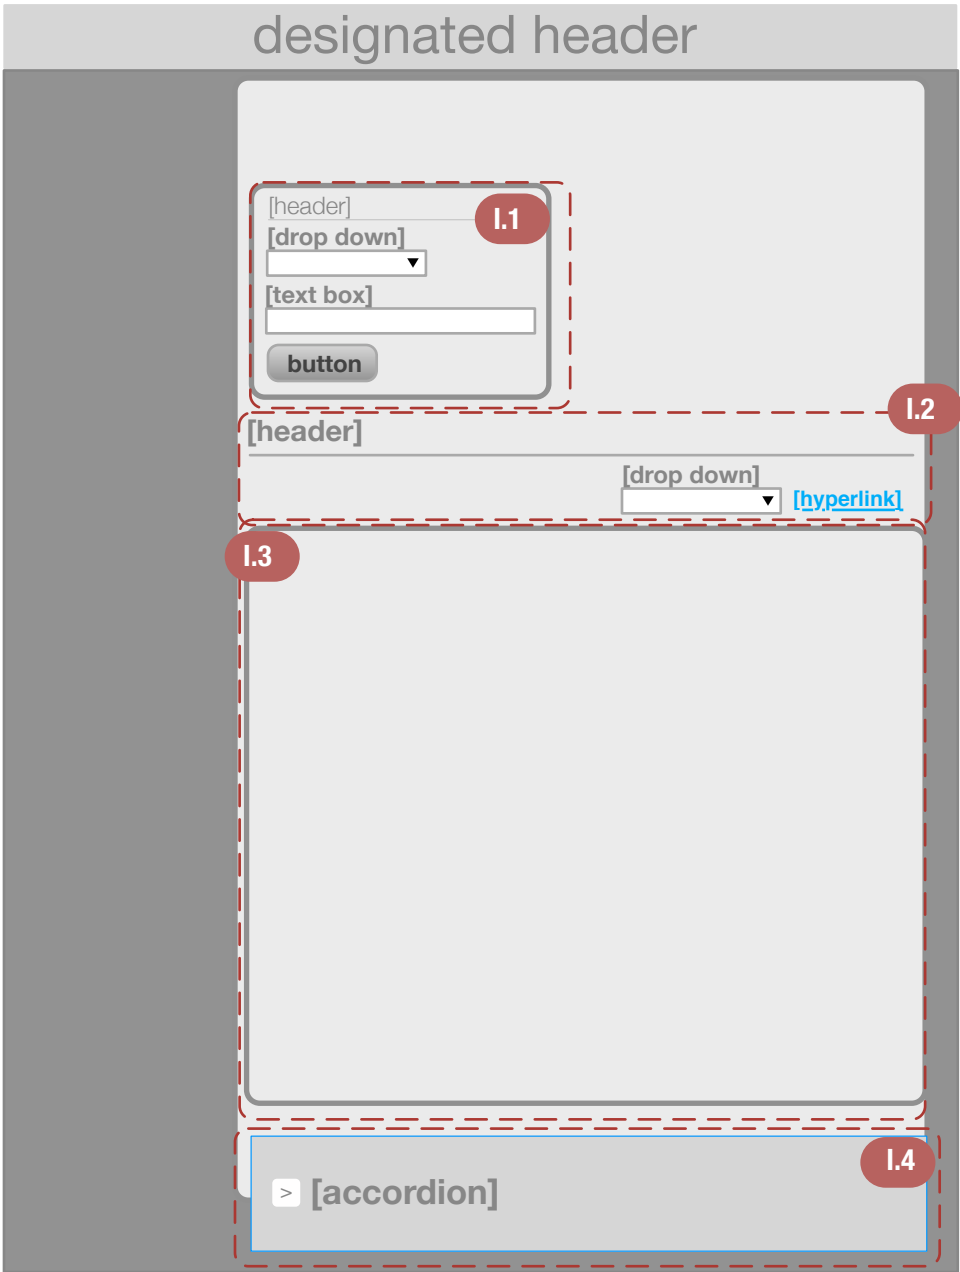 designated header
[header]
I.1
[drop down]
[text box]
button
I.2
[header]
[drop down]
[hyperlink]
I.3
I.4
> [accordion]